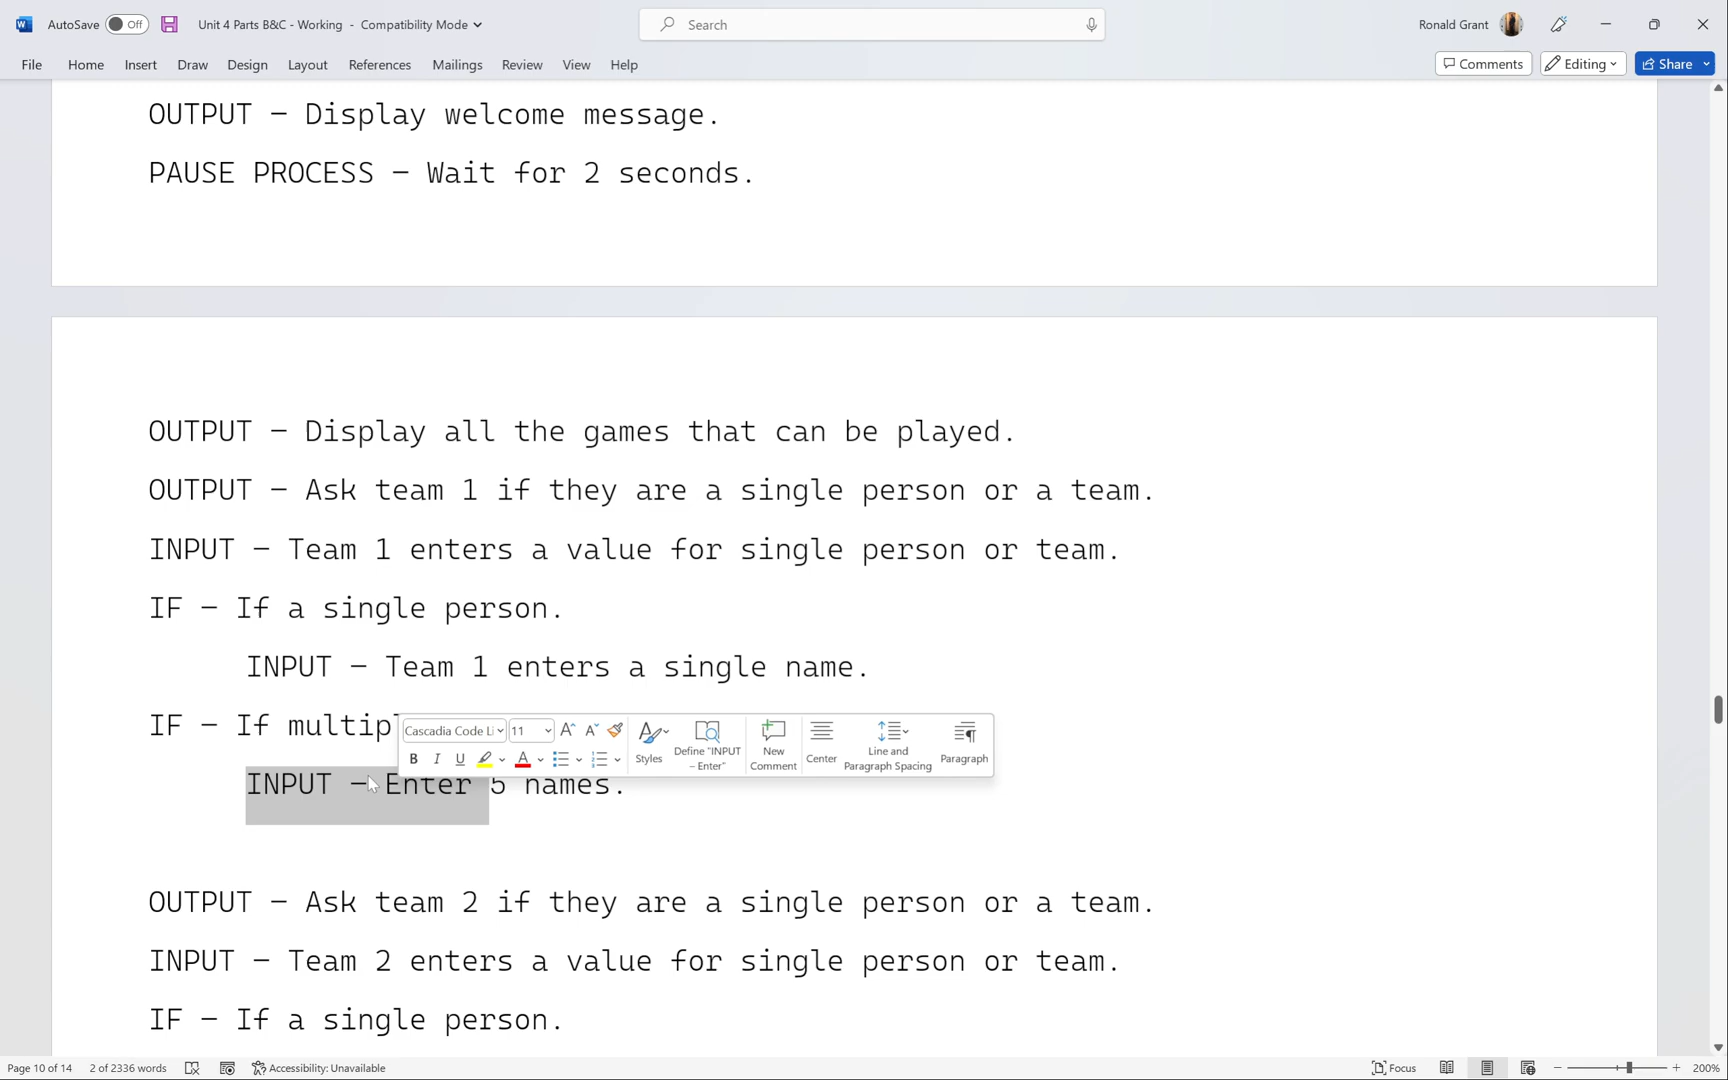 AutoSave Off Unit 4 Parts B&C - Working - Compatibility Mode Search Ronald Grant
File Home Insert Draw Design Layout References Mailings Review View Help Comments Editing Share
OUTPUT – Display welcome message.
PAUSE PROCESS – Wait for 2 seconds.
OUTPUT – Display all the games that can be played.
OUTPUT – Ask team 1 if they are a single person or a team.
INPUT – Team 1 enters a value for single person or team.
IF – If a single person.
INPUT – Team 1 enters a single name.
IF – If multipl
Cascadia Code Li 11 A A Styles Define "INPUT – Enter" New Comment Center Line and Paragraph Spacing Paragraph
B I U A
INPUT – Enter 5 names.
OUTPUT – Ask team 2 if they are a single person or a team.
INPUT – Team 2 enters a value for single person or team.
IF – If a single person.
Page 10 of 14 2 of 2336 words Accessibility: Unavailable Focus 200%